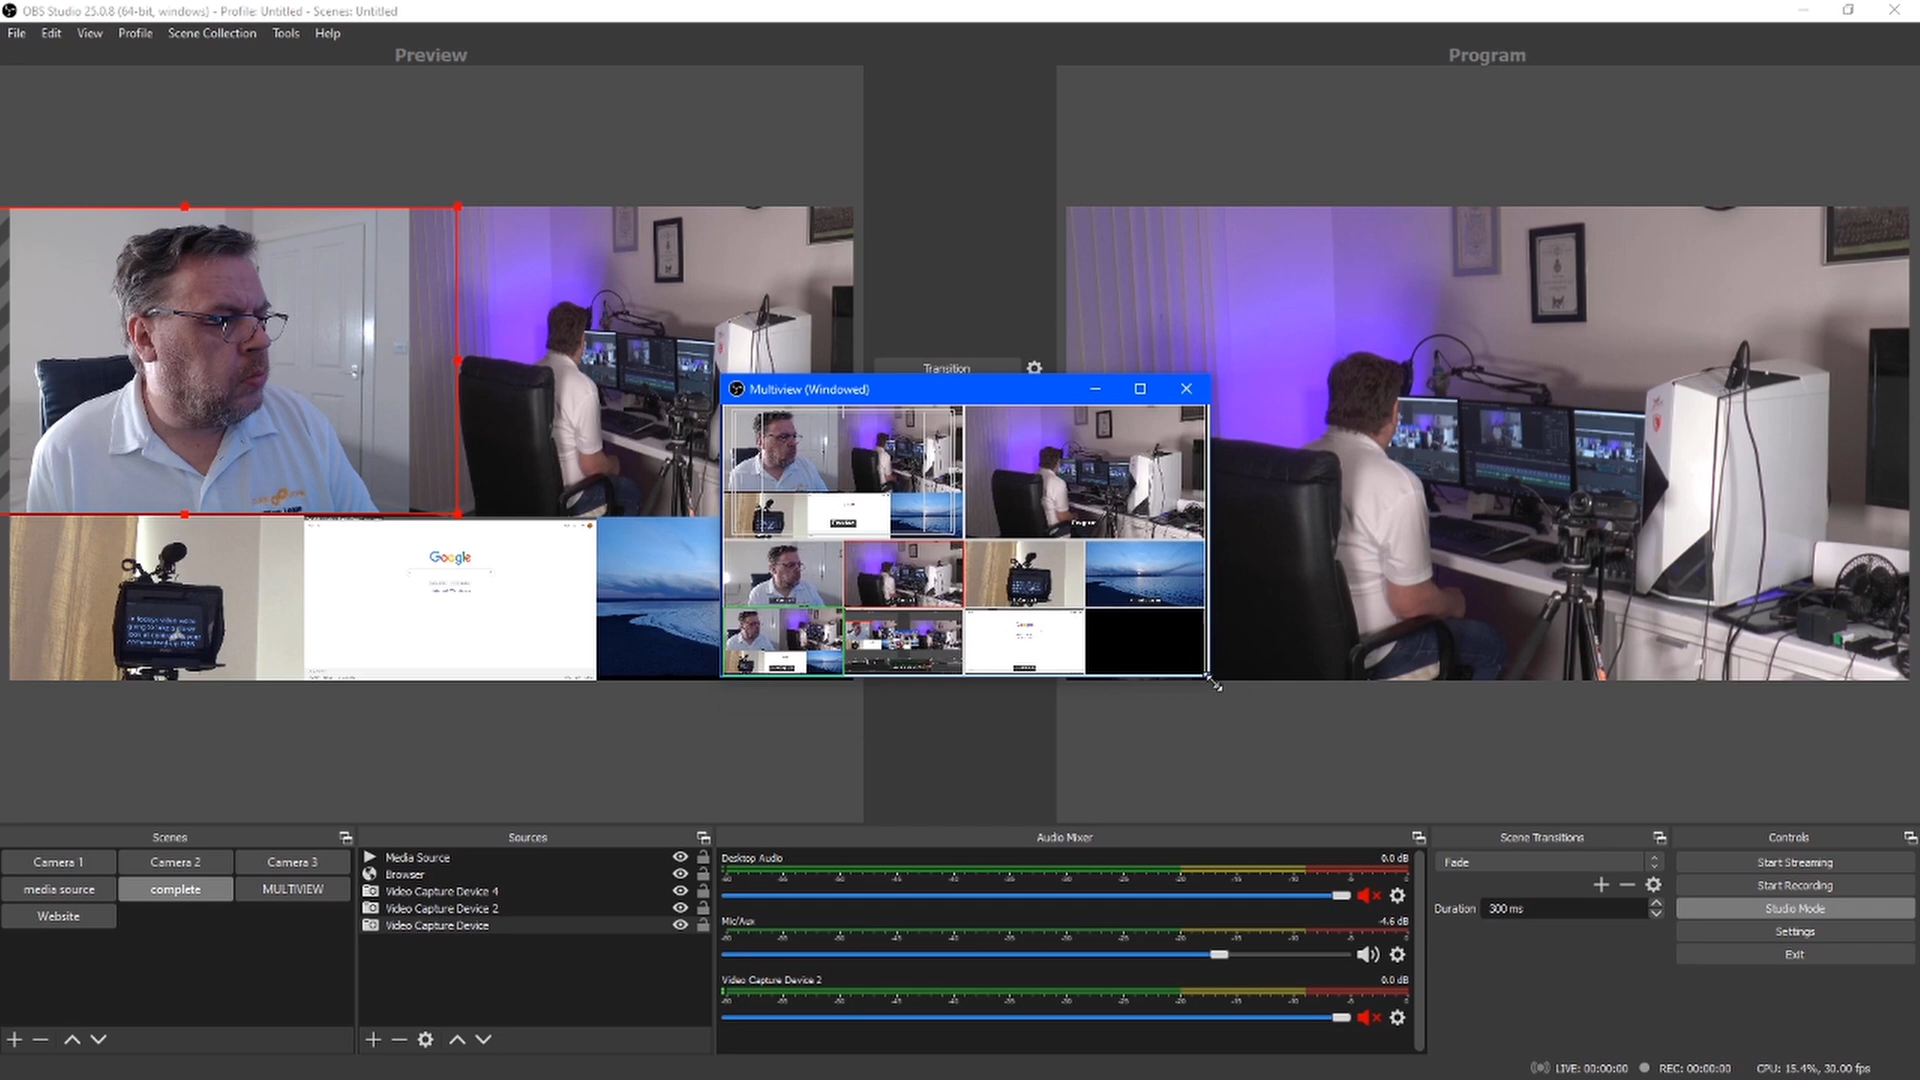 OBS Studio 25.0.8 (64-bit, windows) - Profile: Untitled - Scenes: Untitled
File Edit View Profile Scene Collection Tools Help
Preview
Program
Transition
Multiview (Windowed)
Google
Scenes
Camera 1 Camera 2 Camera 3
media source complete MULTIVIEW
Website
Sources
Media Source
Browser
Video Capture Device 4
Video Capture Device 2
Video Capture Device
Audio Mixer
Desktop Audio 0.0 dB
Mic/Aux -4.6 dB
Video Capture Device 2 0.0 dB
Scene Transitions
Fade
Duration 300 ms
Controls
Start Streaming
Start Recording
Studio Mode
Settings
Exit
LIVE: 00:00:00 REC: 00:00:00 CPU: 15.4%, 30.00 fps